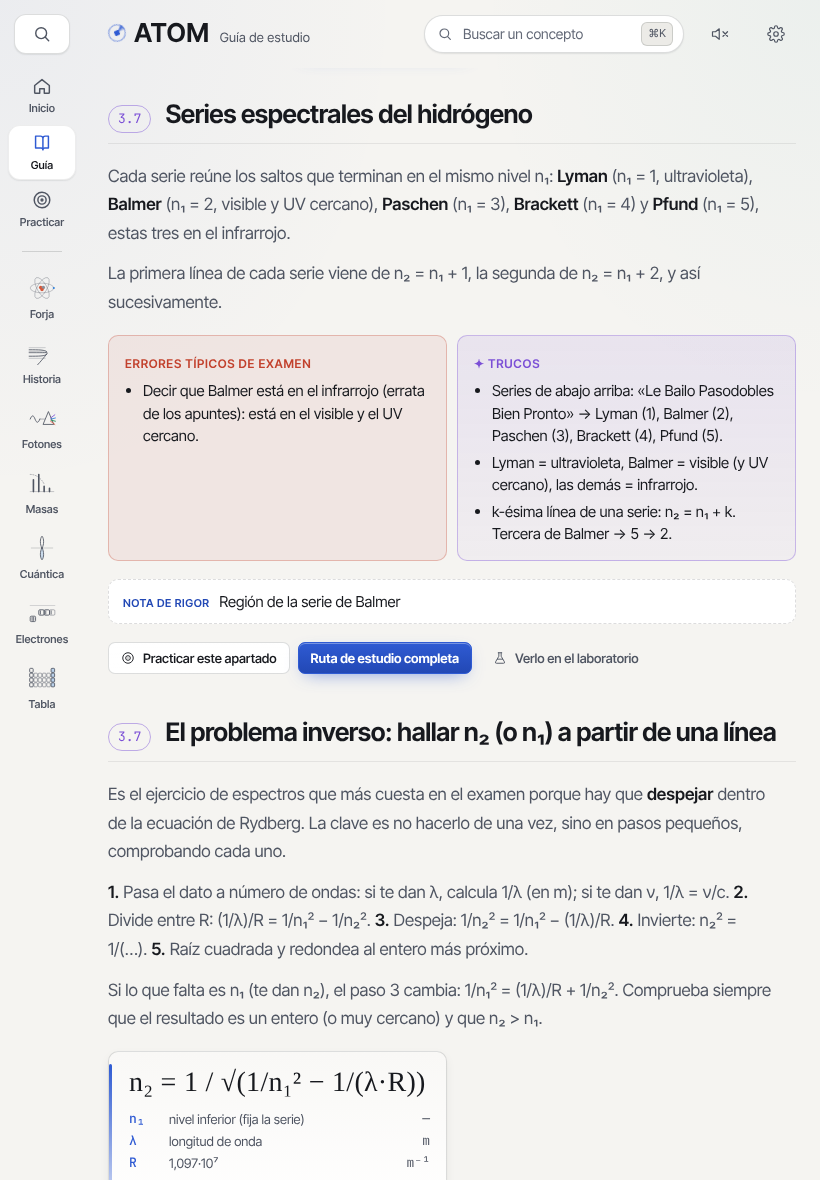 ATOM Guía de estudio
Buscar un concepto ⌘K
Inicio
Guía
Practicar
Forja
Historia
Fotones
Masas
Cuántica
Electrones
Tabla
3.7 Series espectrales del hidrógeno
Cada serie reúne los saltos que terminan en el mismo nivel n₁: Lyman (n₁ = 1, ultravioleta),
Balmer (n₁ = 2, visible y UV cercano), Paschen (n₁ = 3), Brackett (n₁ = 4) y Pfund (n₁ = 5),
estas tres en el infrarrojo.
La primera línea de cada serie viene de n₂ = n₁ + 1, la segunda de n₂ = n₁ + 2, y así
sucesivamente.
ERRORES TÍPICOS DE EXAMEN
• Decir que Balmer está en el infrarrojo (errata
de los apuntes): está en el visible y el UV
cercano.
✦ TRUCOS
• Series de abajo arriba: «Le Bailo Pasodobles
Bien Pronto» → Lyman (1), Balmer (2),
Paschen (3), Brackett (4), Pfund (5).
• Lyman = ultravioleta, Balmer = visible (y UV
cercano), las demás = infrarrojo.
• k-ésima línea de una serie: n₂ = n₁ + k.
Tercera de Balmer → 5 → 2.
NOTA DE RIGOR Región de la serie de Balmer
Practicar este apartado
Ruta de estudio completa
Verlo en el laboratorio
3.7 El problema inverso: hallar n₂ (o n₁) a partir de una línea
Es el ejercicio de espectros que más cuesta en el examen porque hay que despejar dentro
de la ecuación de Rydberg. La clave es no hacerlo de una vez, sino en pasos pequeños,
comprobando cada uno.
1. Pasa el dato a número de ondas: si te dan λ, calcula 1/λ (en m); si te dan ν, 1/λ = ν/c. 2.
Divide entre R: (1/λ)/R = 1/n₁² − 1/n₂². 3. Despeja: 1/n₂² = 1/n₁² − (1/λ)/R. 4. Invierte: n₂² =
1/(…). 5. Raíz cuadrada y redondea al entero más próximo.
Si lo que falta es n₁ (te dan n₂), el paso 3 cambia: 1/n₁² = (1/λ)/R + 1/n₂². Comprueba siempre
que el resultado es un entero (o muy cercano) y que n₂ > n₁.
n₂ = 1 / √(1/n₁² − 1/(λ·R))
n₁ nivel inferior (fija la serie) —
λ longitud de onda m
R 1,097·10⁷ m⁻¹